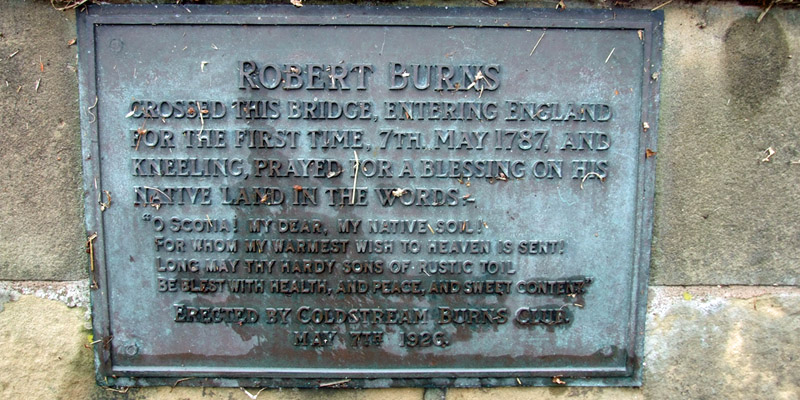 ROBERT BURNS
CROSSED THIS BRIDGE, ENTERING ENGLAND
FOR THE FIRST TIME, 7TH. MAY 1787, AND
KNEELING, PRAYED FOR A BLESSING ON HIS
NATIVE LAND IN THE WORDS:-
"O SCOTIA! MY DEAR, MY NATIVE SOIL!
FOR WHOM MY WARMEST WISH TO HEAVEN IS SENT!
LONG MAY THY HARDY SONS OF RUSTIC TOIL
BE BLEST WITH HEALTH, AND PEACE, AND SWEET CONTENT"
ERECTED BY COLDSTREAM BURNS CLUB,
MAY 7TH 1926.